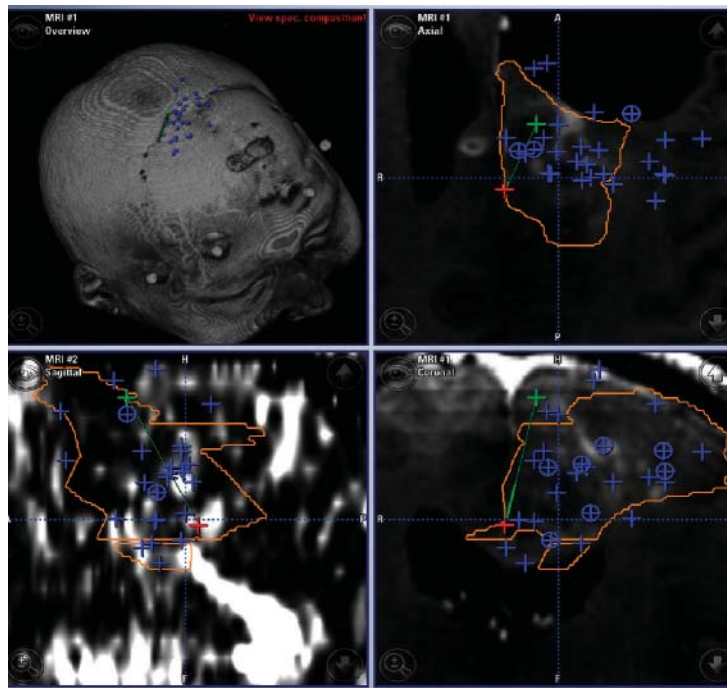 MRI #1
Overview
View spec. composition!
MRI #1
Axial
A
R
P
MRI #2
Sagittal
H
A
P
F
MRI #1
Coronal
H
R
F